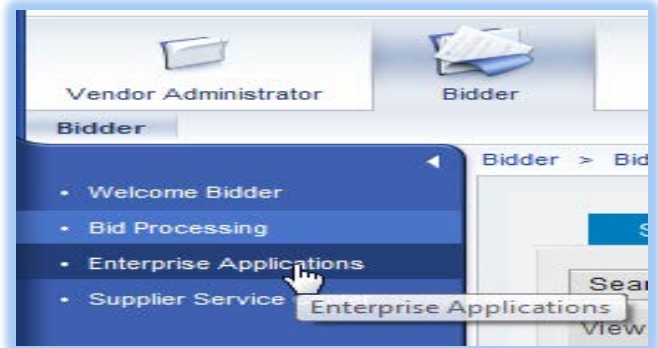 Vendor Administrator
Bidder
Bidder
Bidder > Bid
• Welcome Bidder
• Bid Processing
• Enterprise Applications
• Supplier Service
Enterprise Applications
S
Sear
View